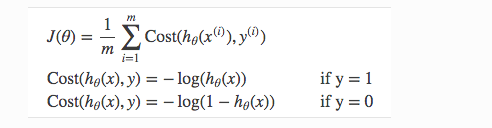 J(θ) = 1/m ∑_{i=1}^{m} Cost(h_θ(x^{(i)}), y^{(i)})
Cost(h_θ(x), y) = − log(h_θ(x)) if y = 1
Cost(h_θ(x), y) = − log(1 − h_θ(x)) if y = 0